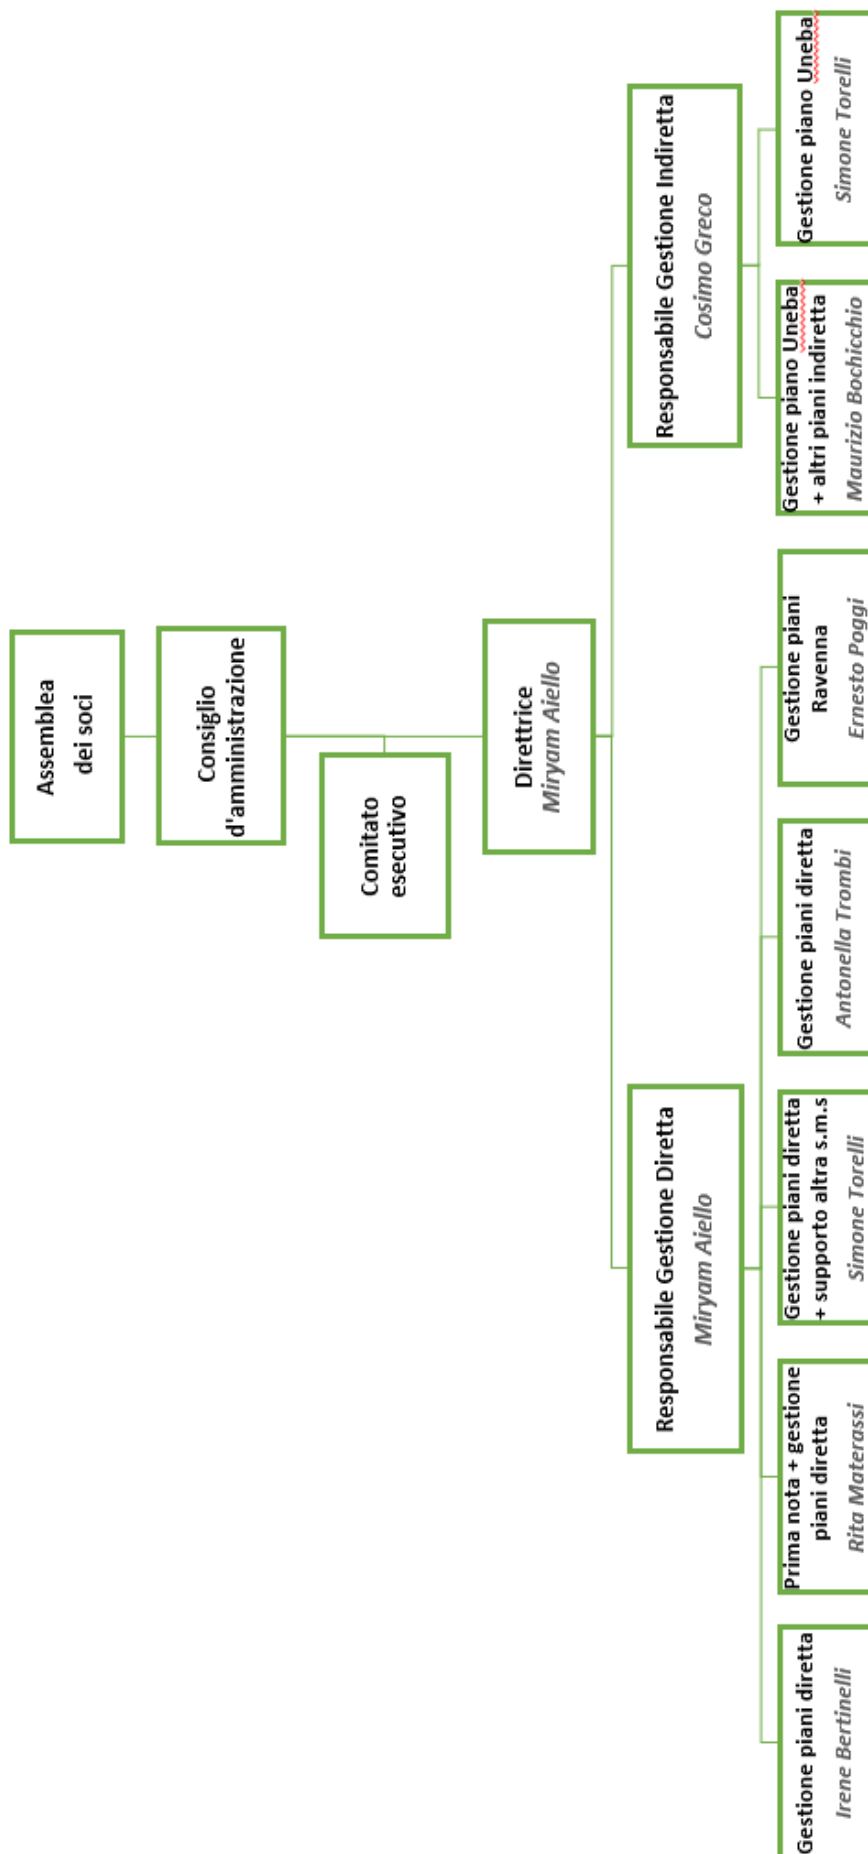 Assemblea
dei soci
Consiglio
d'amministrazione
Comitato
esecutivo
Direttrice
Miryam Aiello
Responsabile Gestione Diretta
Miryam Aiello
Responsabile Gestione Indiretta
Cosimo Greco
Gestione piani diretta
Irene Bertinelli
Prima nota + gestione
piani diretta
Rita Materassi
Gestione piani diretta
+ supporto altra s.m.s
Simone Torelli
Gestione piani diretta
Antonella Trombi
Gestione piani
Ravenna
Ernesto Poggi
Gestione piano Uneba
+ altri piani indiretta
Maurizio Bochicchio
Gestione piano Uneba
Simone Torelli